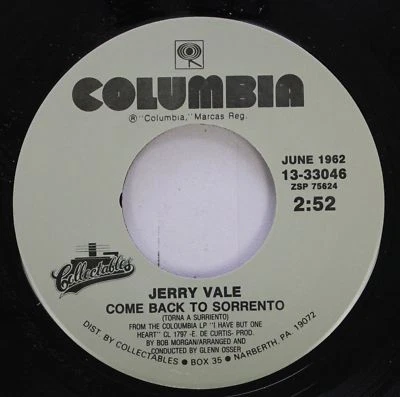 COLUMBIA
® "Columbia," Marcas Reg.
JUNE 1962
13-33046
ZSP 75624
2:52
Collectables
JERRY VALE
COME BACK TO SORRENTO
(TORNA A SURRIENTO)
FROM THE COLOUMBIA LP "I HAVE BUT ONE
HEART" CL 1797 -E. DE CURTIS- PROD.
BY BOB MORGAN/ARRANGED AND
CONDUCTED BY GLENN OSSER
DIST BY COLLECTABLES • BOX 35 • NARBERTH, PA. 19072